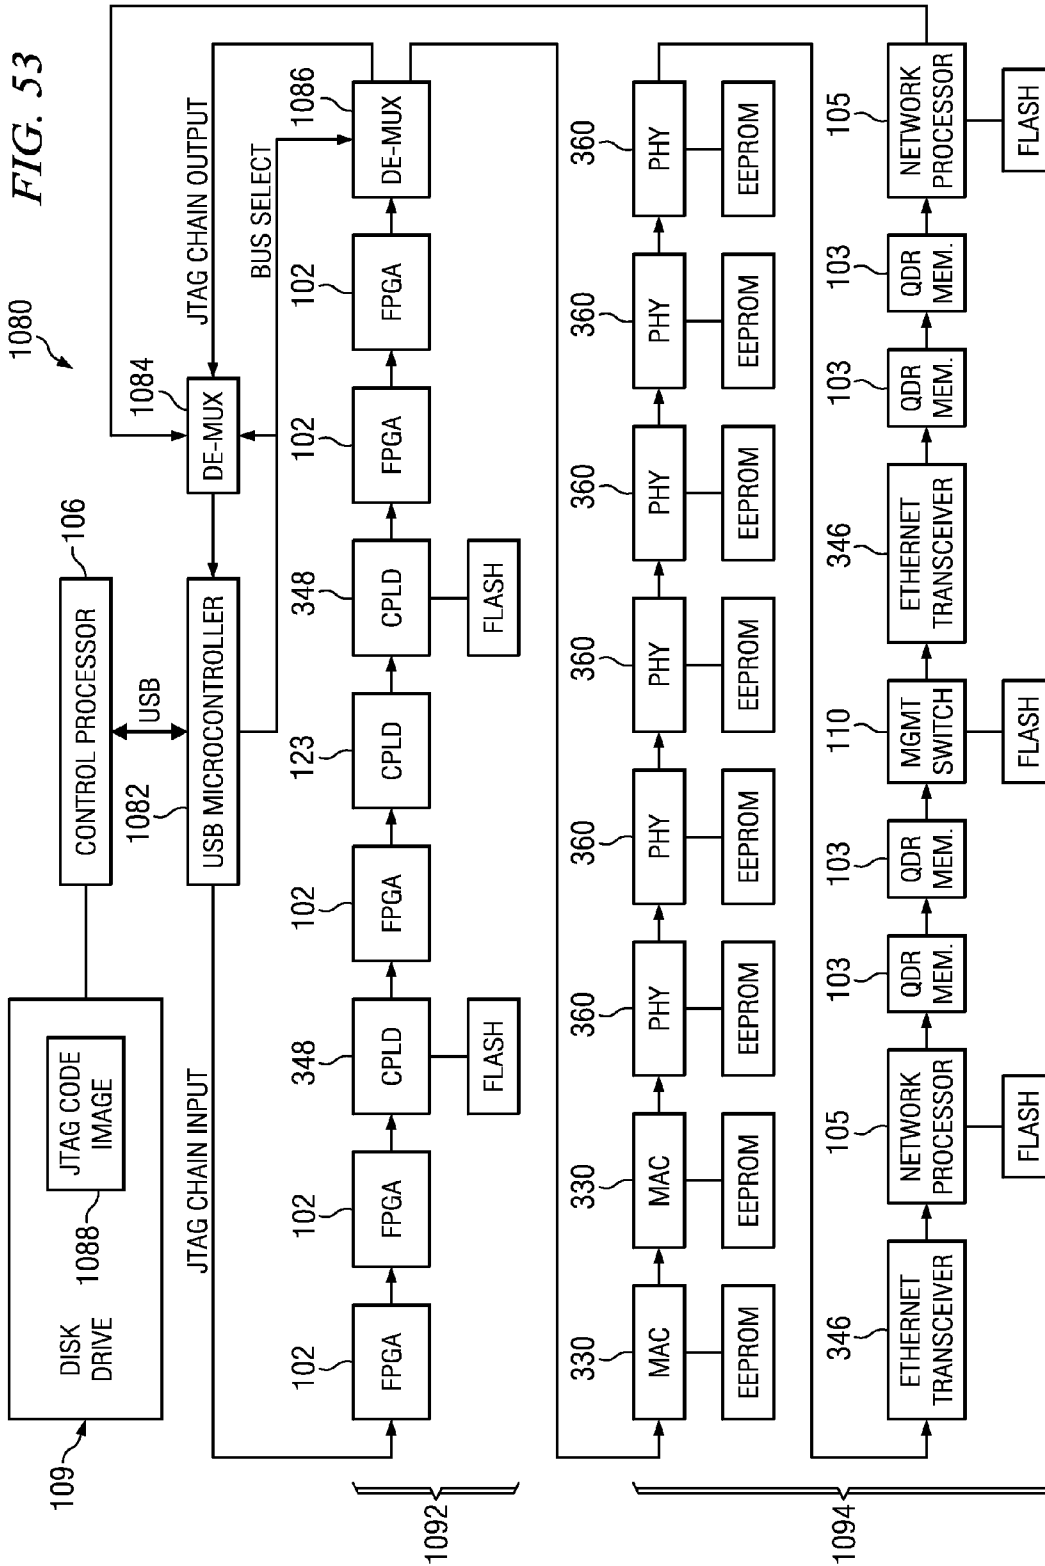 FIG. 53
1080
109
DISK
DRIVE
JTAG CODE
IMAGE
1088
106
CONTROL PROCESSOR
USB
1082
USB MICROCONTROLLER
1084
DE-MUX
JTAG CHAIN INPUT
JTAG CHAIN OUTPUT
BUS SELECT
1092
102
FPGA
102
FPGA
348
CPLD
FLASH
102
FPGA
123
CPLD
348
CPLD
FLASH
102
FPGA
102
FPGA
1086
DE-MUX
1094
330
MAC
EEPROM
330
MAC
EEPROM
360
PHY
EEPROM
360
PHY
EEPROM
360
PHY
EEPROM
360
PHY
EEPROM
360
PHY
EEPROM
360
PHY
EEPROM
346
ETHERNET
TRANSCEIVER
105
NETWORK
PROCESSOR
FLASH
103
QDR
MEM.
103
QDR
MEM.
110
MGMT
SWITCH
FLASH
346
ETHERNET
TRANSCEIVER
103
QDR
MEM.
103
QDR
MEM.
105
NETWORK
PROCESSOR
FLASH